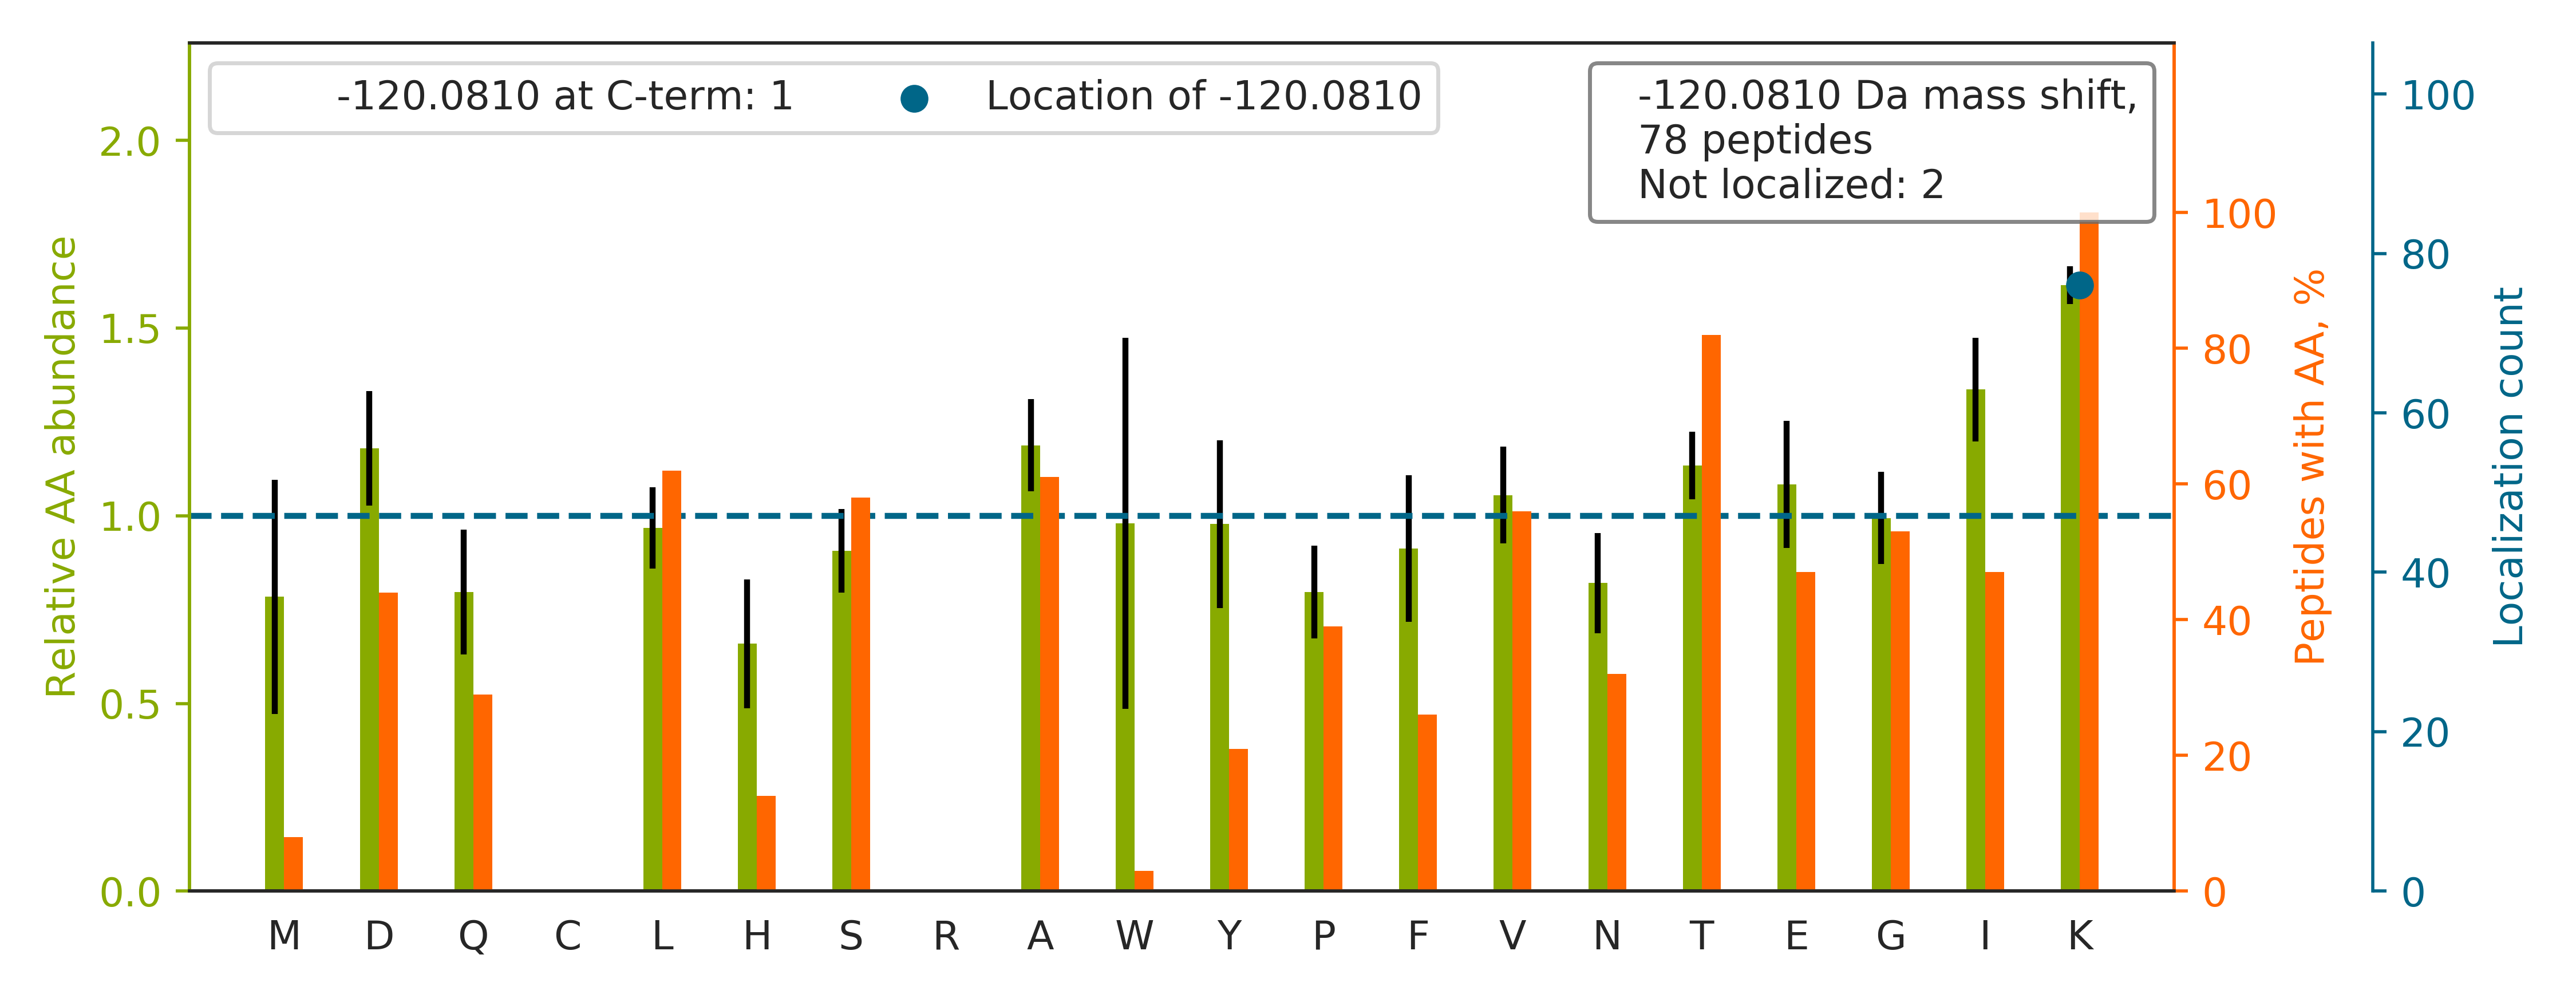 -120.0810 at C-term: 1
Location of -120.0810
-120.0810 Da mass shift,
78 peptides
Not localized: 2
Relative AA abundance
2.0
1.5
1.0
0.5
0.0
M D Q C L H S R A W Y P F V N T E G I K
100
80
60
40
20
0
Peptides with AA, %
100
80
60
40
20
0
Localization count